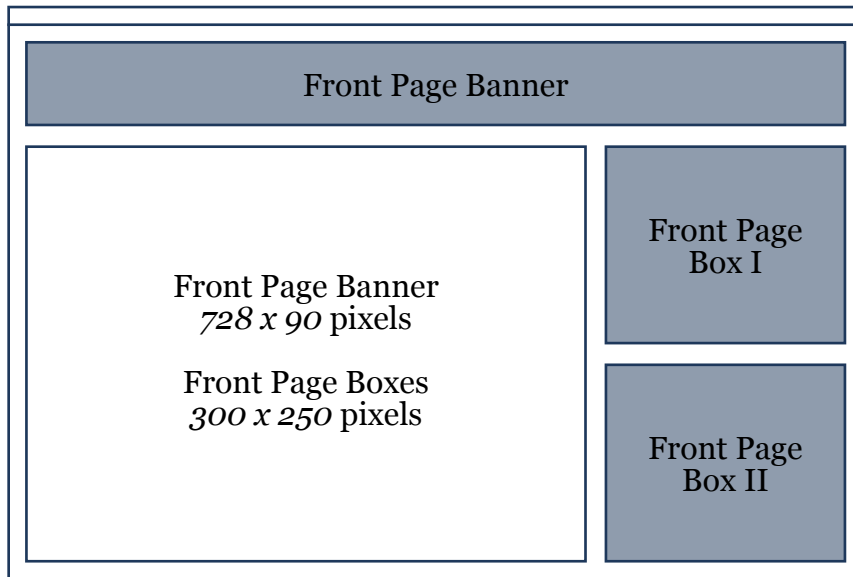 Front Page Banner
Front Page Banner
728 x 90 pixels
Front Page Boxes
300 x 250 pixels
Front Page
Box I
Front Page
Box II